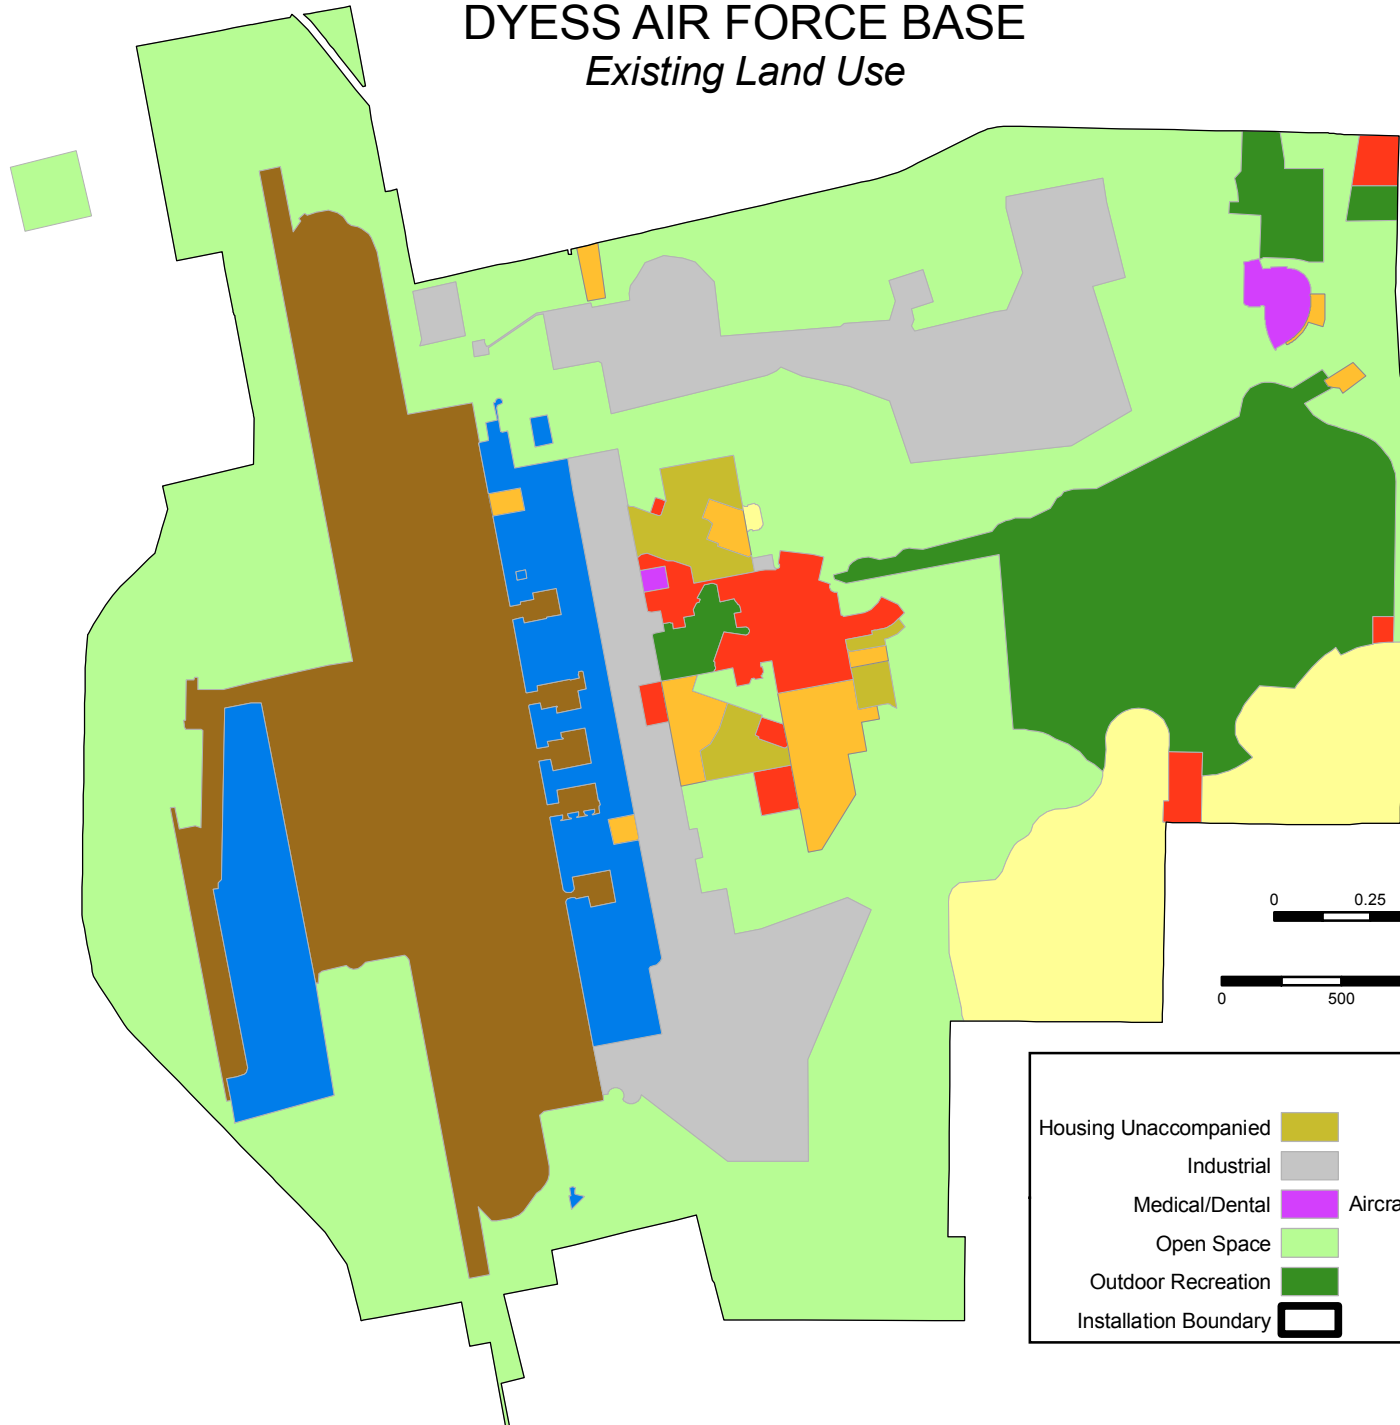 DYESS AIR FORCE BASE
Existing Land Use
0 0.25
0 500
Housing Unaccompanied
Industrial
Medical/Dental
Aircra
Open Space
Outdoor Recreation
Installation Boundary